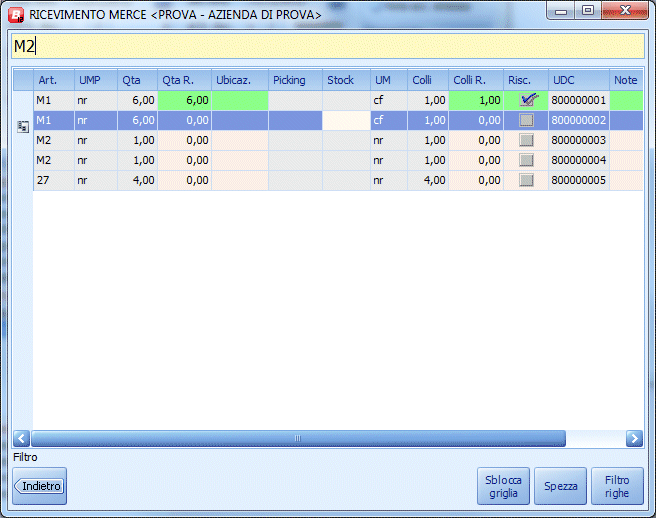 B RICEVIMENTO MERCE <PROVA - AZIENDA DI PROVA>
M2
Art. UMP Qta Qta R. Ubicaz. Picking Stock UM Colli Colli R. Risc. UDC Note
M1 nr 6,00 6,00 cf 1,00 1,00 800000001
M1 nr 6,00 0,00 cf 1,00 0,00 800000002
M2 nr 1,00 0,00 nr 1,00 0,00 800000003
M2 nr 1,00 0,00 nr 1,00 0,00 800000004
27 nr 4,00 0,00 nr 4,00 0,00 800000005
Filtro
Indietro
Sblocca
griglia
Spezza
Filtro
righe